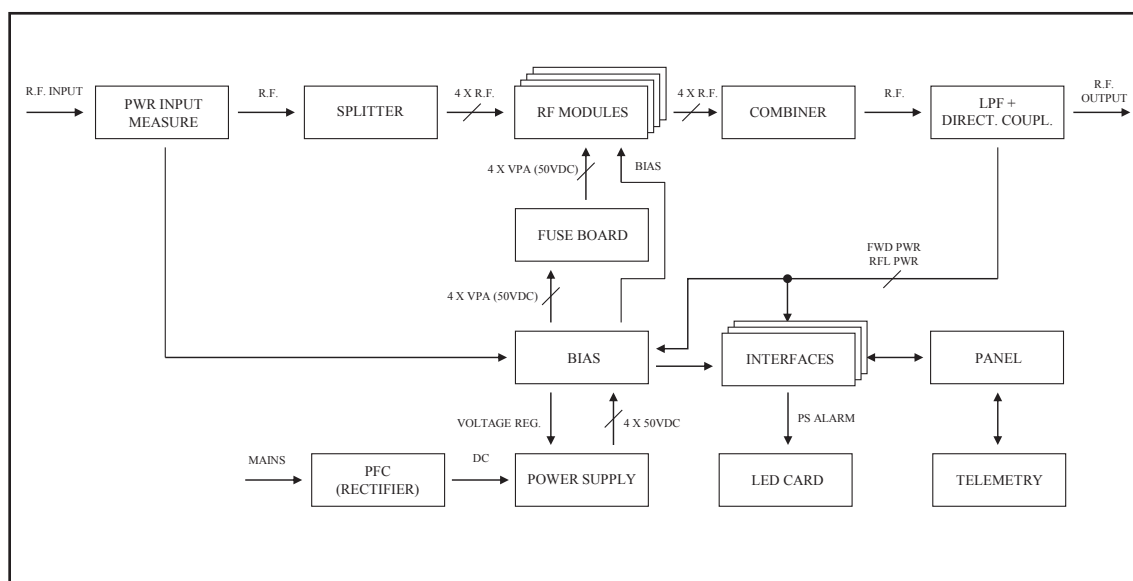 R.F. INPUT
PWR INPUT
MEASURE
R.F.
SPLITTER
4 X R.F.
RF MODULES
4 X R.F.
COMBINER
R.F.
LPF +
DIRECT. COUPL.
R.F.
OUTPUT
4 X VPA (50VDC)
BIAS
FUSE BOARD
FWD PWR
RFL PWR
4 X VPA (50VDC)
BIAS
INTERFACES
PANEL
VOLTAGE REG.
4 X 50VDC
PS ALARM
MAINS
PFC
(RECTIFIER)
DC
POWER SUPPLY
LED CARD
TELEMETRY